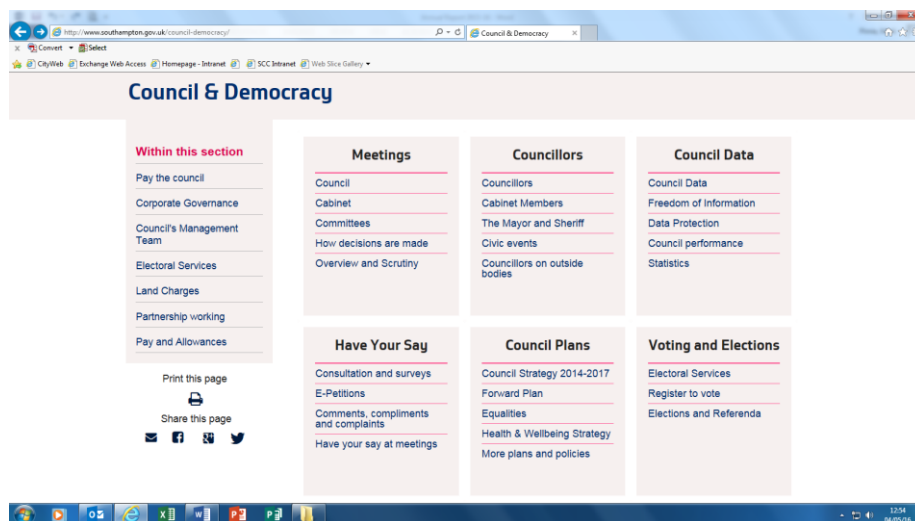 http://www.southampton.gov.uk/council-democracy/
Council & Democracy
x Convert Select
CityWeb Exchange Web Access Homepage - Intranet SCC Intranet Web Slice Gallery
Council & Democracy
Within this section
Pay the council
Corporate Governance
Council's Management
Team
Electoral Services
Land Charges
Partnership working
Pay and Allowances
Print this page
Share this page
Meetings
Council
Cabinet
Committees
How decisions are made
Overview and Scrutiny
Councillors
Councillors
Cabinet Members
The Mayor and Sheriff
Civic events
Councillors on outside
bodies
Council Data
Council Data
Freedom of Information
Data Protection
Council performance
Statistics
Have Your Say
Consultation and surveys
E-Petitions
Comments, compliments
and complaints
Have your say at meetings
Council Plans
Council Strategy 2014-2017
Forward Plan
Equalities
Health & Wellbeing Strategy
More plans and policies
Voting and Elections
Electoral Services
Register to vote
Elections and Referenda
12:54
04/05/16